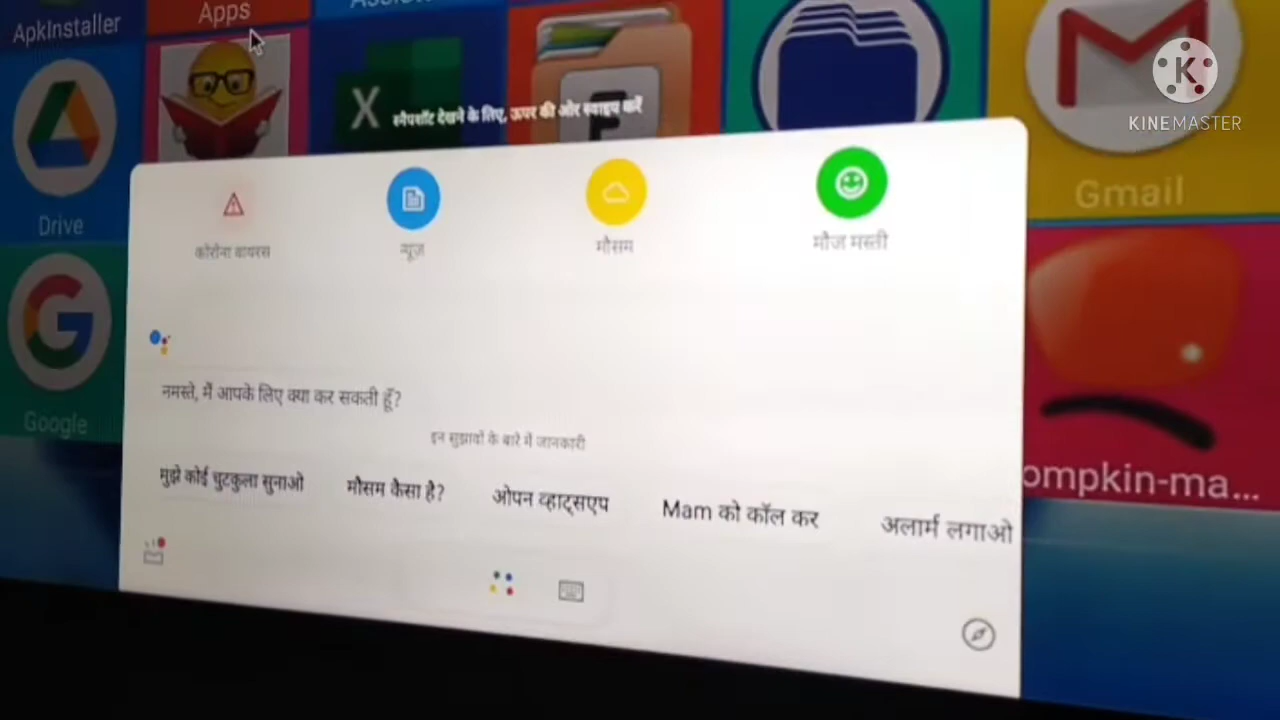 ApkInstaller
Apps
X
K
KINEMASTER
स्नैपशॉट देखने के लिए, ऊपर की ओर स्वाइप करें
Drive
Gmail
कोरोना वायरस
न्यूज़
मौसम
मौज मस्ती
G
Google
नमस्ते, मैं आपके लिए क्या कर सकती हूँ?
इन सुझावों के बारे में जानकारी
मुझे कोई चुटकुला सुनाओ
मौसम कैसा है?
ओपन व्हाट्सएप
Mam को कॉल कर
अलार्म लगाओ
ompkin-ma...